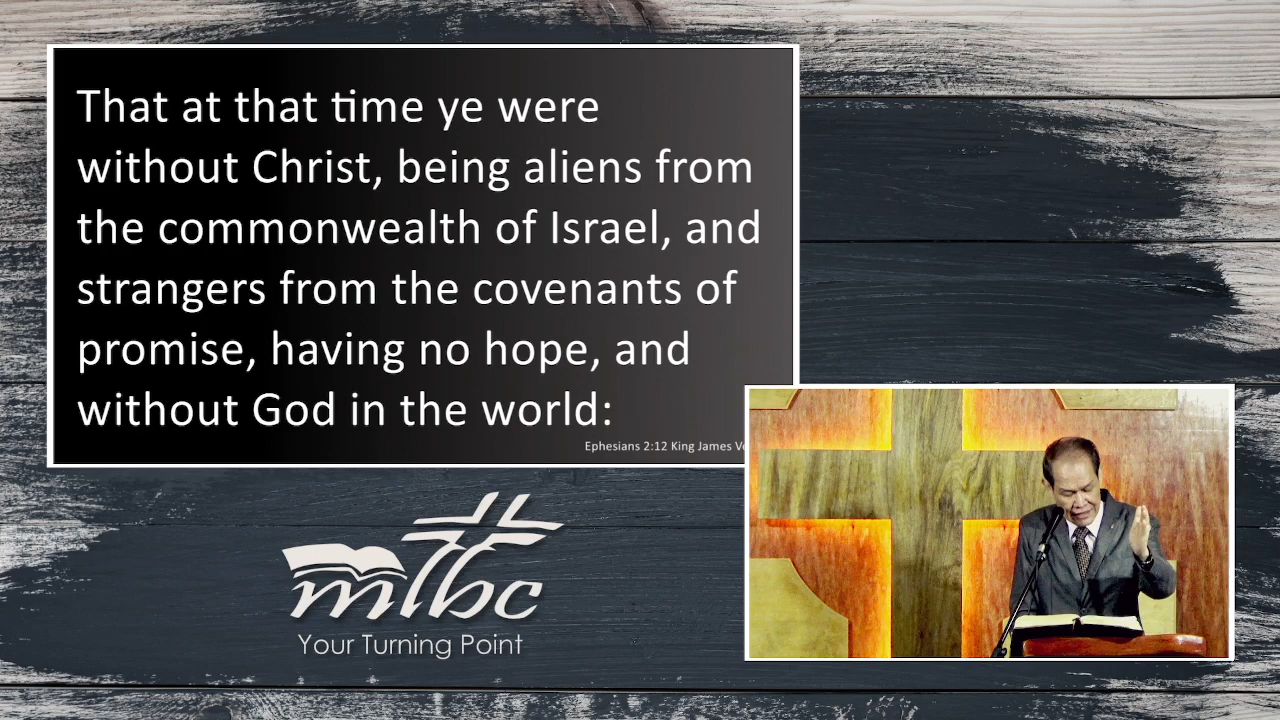 That at that time ye were
without Christ, being aliens from
the commonwealth of Israel, and
strangers from the covenants of
promise, having no hope, and
without God in the world:
Ephesians 2:12 King James
mlbc
Your Turning Point